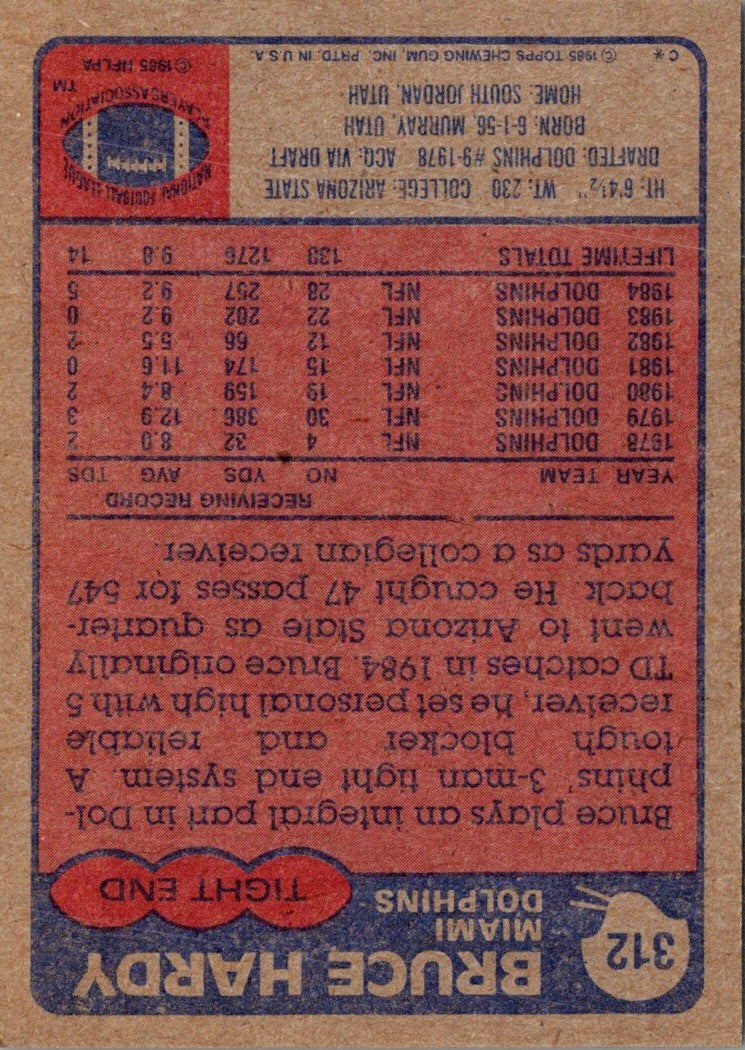 312
BRUCE HARDY
MIAMI
DOLPHINS
TIGHT END
Bruce plays an integral part in Dol-
phins' 3-man tight end system. A
tough blocker and reliable
receiver, he set personal high with 5
TD catches in 1984. Bruce originally
went to Arizona State as quarter-
back. He caught 47 passes for 547
yards as a collegian receiver.
RECEIVING RECORD
YEAR TEAM NO YDS AVG TDS
1978 DOLPHINS NFL 4 32 8.0 2
1979 DOLPHINS NFL 30 386 12.9 3
1980 DOLPHINS NFL 19 159 8.4 2
1981 DOLPHINS NFL 15 174 11.6 0
1982 DOLPHINS NFL 12 66 5.5 2
1983 DOLPHINS NFL 22 202 9.2 0
1984 DOLPHINS NFL 28 257 9.2 5
LIFETIME TOTALS 130 1276 9.8 14
HT: 6'4½" WT: 230 COLLEGE: ARIZONA STATE
DRAFTED: DOLPHINS #9-1978 ACQ: VIA DRAFT
BORN: 6-1-56, MURRAY, UTAH
HOME: SOUTH JORDAN, UTAH
C* © 1985 TOPPS CHEWING GUM, INC. PRTD. IN U.S.A.
NATIONAL FOOTBALL LEAGUE
PLAYERS ASSOCIATION
TM
© 1985 NFLPA